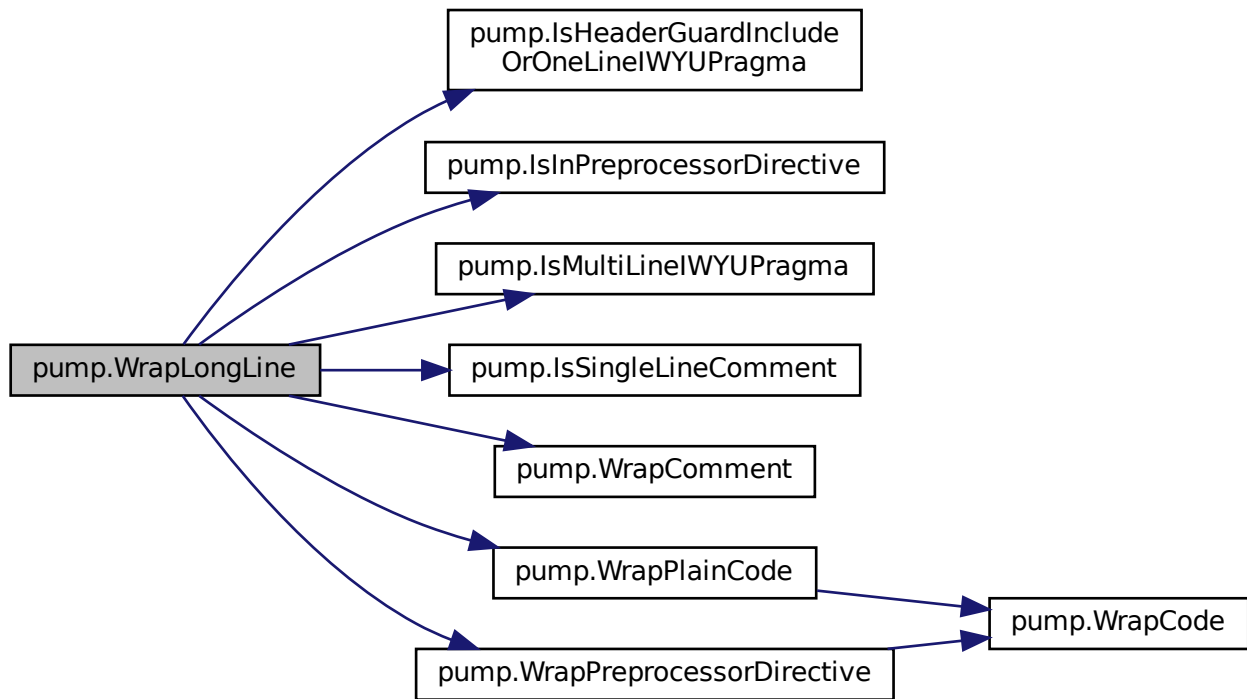 pump.IsHeaderGuardInclude
OrOneLineIWYUPragma
pump.IsInPreprocessorDirective
pump.IsMultiLineIWYUPragma
pump.WrapLongLine
pump.IsSingleLineComment
pump.WrapComment
pump.WrapPlainCode
pump.WrapCode
pump.WrapPreprocessorDirective